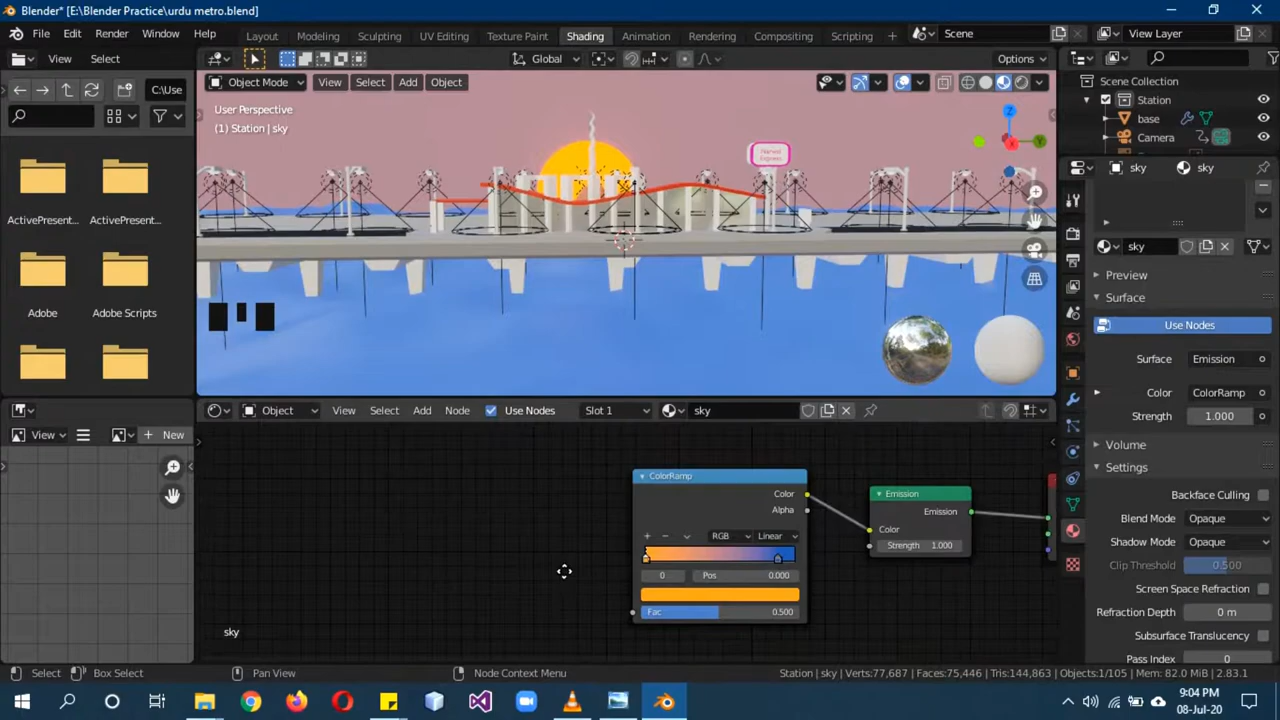 Blender* [E:\Blender Practice\urdu metro.blend]
File Edit Render Window Help
Layout Modeling Sculpting UV Editing Texture Paint Shading Animation Rendering Compositing Scripting
Scene
View Layer
View Select
Global
Options
C:\Use
Object Mode View Select Add Object
User Perspective
(1) Station | sky
Scene Collection
Station
base
Camera
ActivePresent...
ActivePresent...
Adobe
Adobe Scripts
X
Y
Z
sky
sky
sky
Preview
Surface
Use Nodes
Surface
Emission
Color
ColorRamp
Strength
1.000
Volume
Settings
Backface Culling
Blend Mode
Opaque
Shadow Mode
Opaque
Clip Threshold
0.500
Screen Space Refraction
Refraction Depth
0 m
Subsurface Translucency
Pass Index
0
Object View Select Add Node Use Nodes Slot 1 sky
View New
ColorRamp
Color
Alpha
RGB Linear
0 Pos 0.000
Fac 0.500
Emission
Emission
Color
Strength 1.000
sky
Select Box Select Pan View Node Context Menu
Station | sky | Verts:77,687 | Faces:75,446 | Tris:144,863 | Objects:1/105 | Mem: 82.0 MiB | 2.83.1
9:04 PM
08-Jul-20